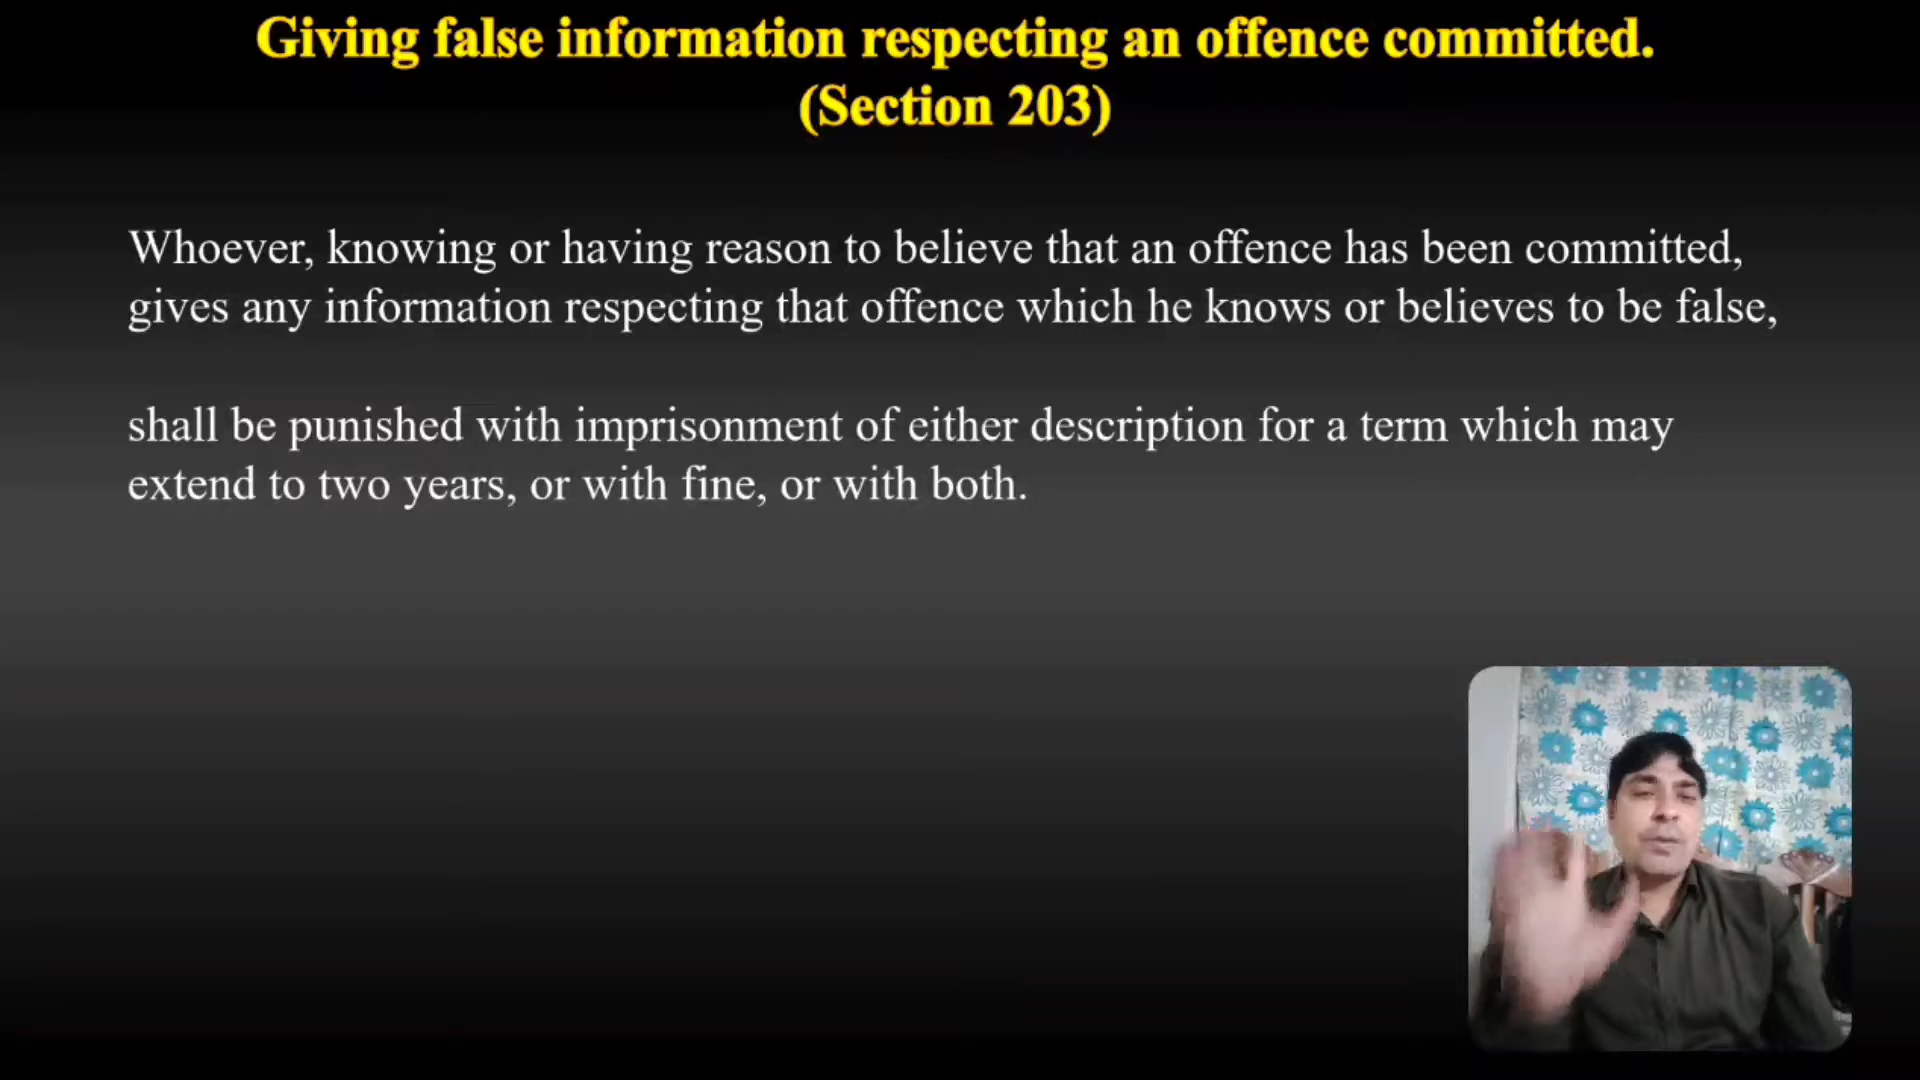 Giving false information respecting an offence committed.
(Section 203)
Whoever, knowing or having reason to believe that an offence has been committed,
gives any information respecting that offence which he knows or believes to be false,
shall be punished with imprisonment of either description for a term which may
extend to two years, or with fine, or with both.